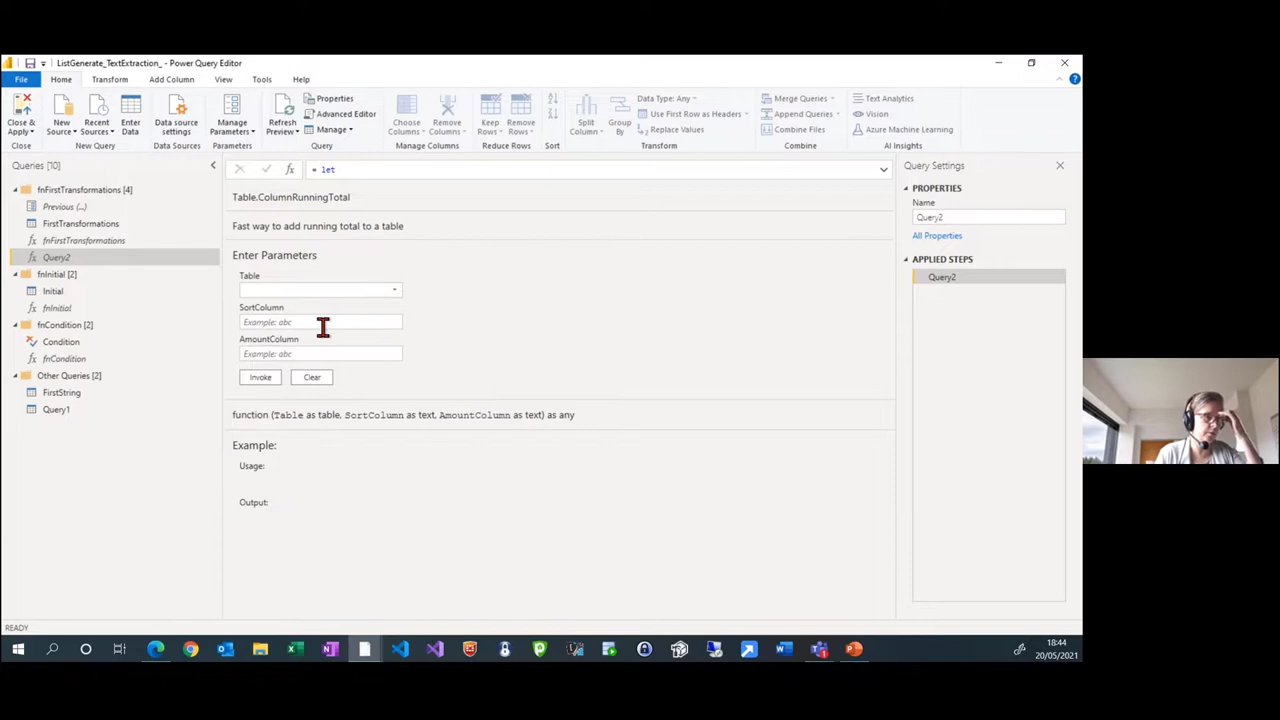 ListGenerate_TextExtraction_ - Power Query Editor
File Home Transform Add Column View Tools Help
Close & Apply
New Source
Recent Sources
Enter Data
Data source settings
Manage Parameters
Refresh Preview
Properties
Advanced Editor
Manage
Choose Columns
Remove Columns
Keep Rows
Remove Rows
Split Column
Group By
Data Type: Any
Use First Row as Headers
Replace Values
Merge Queries
Append Queries
Combine Files
Text Analytics
Vision
Azure Machine Learning
Close New Query Data Sources Parameters Query Manage Columns Reduce Rows Sort Transform Combine AI Insights
Queries [10]
fnFirstTransformations [4]
Previous (...)
FirstTransformations
fx fnFirstTransformations
fx Query2
fnInitial [2]
Initial
fx fnInitial
fnCondition [2]
Condition
fx fnCondition
Other Queries [2]
FirstString
Query1
fx = let
Table.ColumnRunningTotal
Fast way to add running total to a table
Enter Parameters
Table
SortColumn
Example: abc
AmountColumn
Example: abc
Invoke Clear
function (Table as table, SortColumn as text, AmountColumn as text) as any
Example:
Usage:
Output:
Query Settings
PROPERTIES
Name
Query2
All Properties
APPLIED STEPS
Query2
READY
18:44
20/05/2021